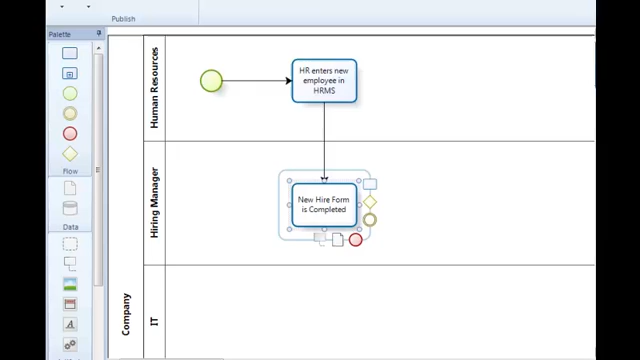 Publish
Palette
Flow
Data
Human Resources
HR enters new
employee in
HRMS
Hiring Manager
New Hire Form
is Completed
Company
IT